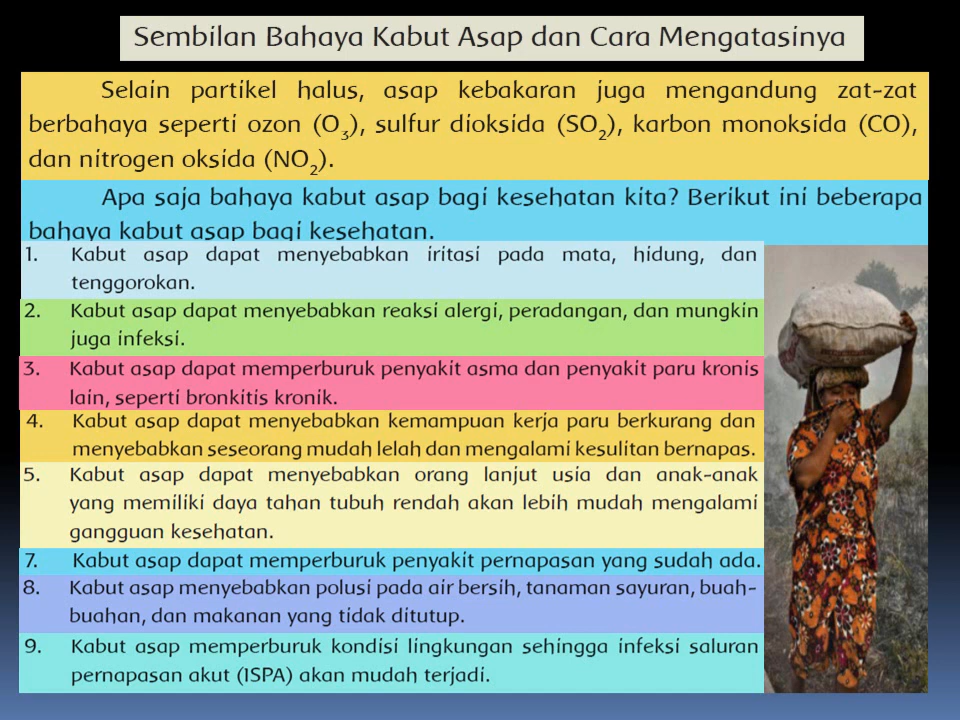 Sembilan Bahaya Kabut Asap dan Cara Mengatasinya
Selain partikel halus, asap kebakaran juga mengandung zat-zat
berbahaya seperti ozon (O₃), sulfur dioksida (SO₂), karbon monoksida (CO),
dan nitrogen oksida (NO₂).
Apa saja bahaya kabut asap bagi kesehatan kita? Berikut ini beberapa
bahaya kabut asap bagi kesehatan.
1. Kabut asap dapat menyebabkan iritasi pada mata, hidung, dan
tenggorokan.
2. Kabut asap dapat menyebabkan reaksi alergi, peradangan, dan mungkin
juga infeksi.
3. Kabut asap dapat memperburuk penyakit asma dan penyakit paru kronis
lain, seperti bronkitis kronik.
4. Kabut asap dapat menyebabkan kemampuan kerja paru berkurang dan
menyebabkan seseorang mudah lelah dan mengalami kesulitan bernapas.
5. Kabut asap dapat menyebabkan orang lanjut usia dan anak-anak
yang memiliki daya tahan tubuh rendah akan lebih mudah mengalami
gangguan kesehatan.
7. Kabut asap dapat memperburuk penyakit pernapasan yang sudah ada.
8. Kabut asap menyebabkan polusi pada air bersih, tanaman sayuran, buah-
buahan, dan makanan yang tidak ditutup.
9. Kabut asap memperburuk kondisi lingkungan sehingga infeksi saluran
pernapasan akut (ISPA) akan mudah terjadi.